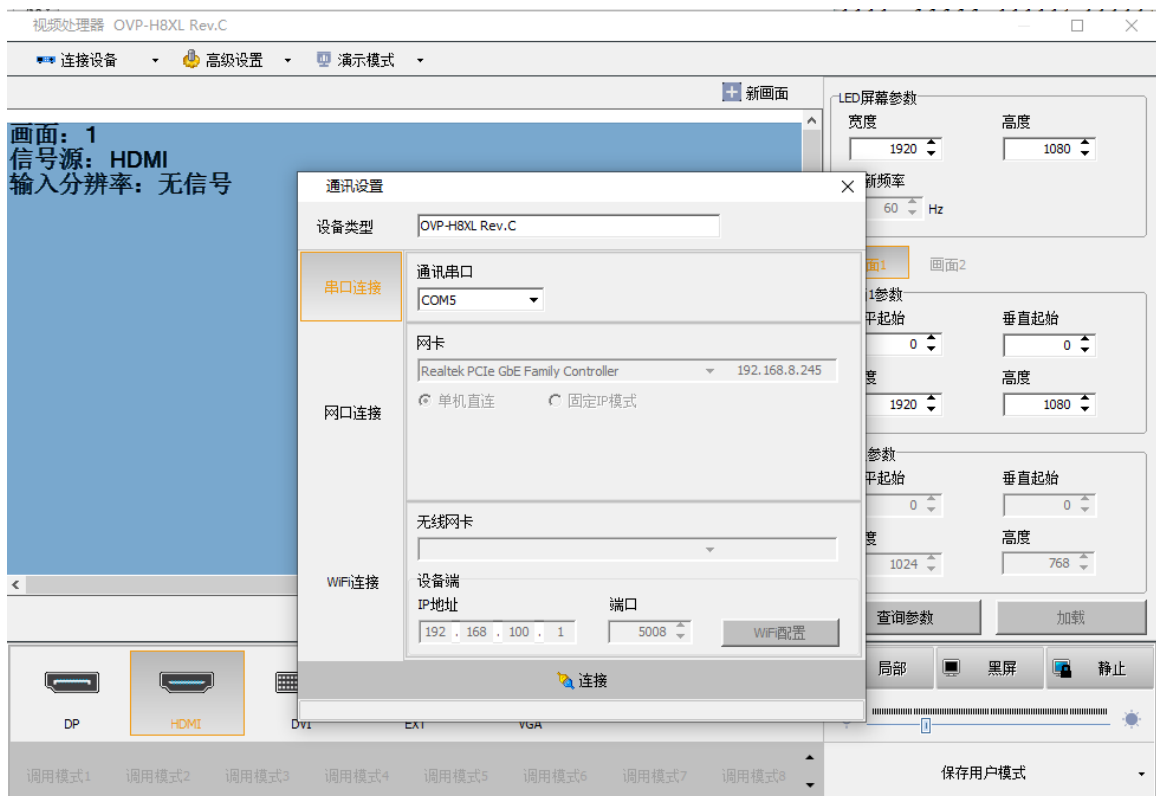 视频处理器 OVP-H8XL Rev.C
连接设备 高级设置 演示模式
新画面
画面：1
信号源：HDMI
输入分辨率：无信号
通讯设置
设备类型 OVP-H8XL Rev.C
串口连接
通讯串口
COM5
网口连接
网卡
Realtek PCIe GbE Family Controller 192.168.8.245
单机直连 固定IP模式
WiFi连接
无线网卡
设备端
IP地址 端口
192 . 168 . 100 . 1 5008 WiFi配置
连接
LED屏幕参数
宽度 高度
1920 1080
新频率
60 Hz
面1 画面2
1参数
平起始 垂直起始
0 0
度 高度
1920 1080
参数
平起始 垂直起始
0 0
度 高度
1024 768
查询参数 加载
局部 黑屏 静止
DP HDMI DVI EXT VGA
调用模式1 调用模式2 调用模式3 调用模式4 调用模式5 调用模式6 调用模式7 调用模式8
保存用户模式